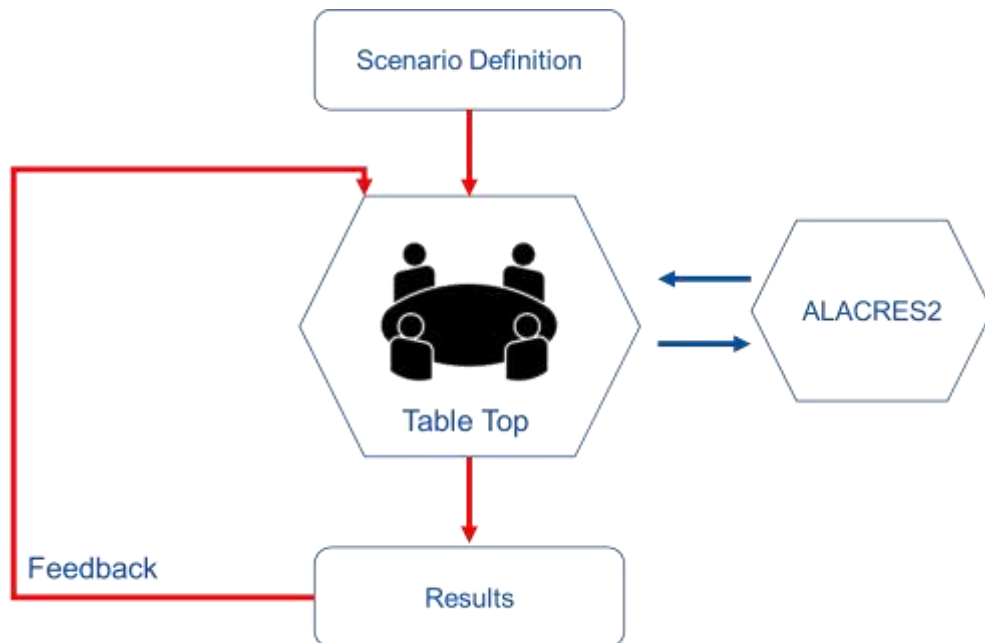 Scenario Definition
ALACRES2
Table Top
Feedback
Results